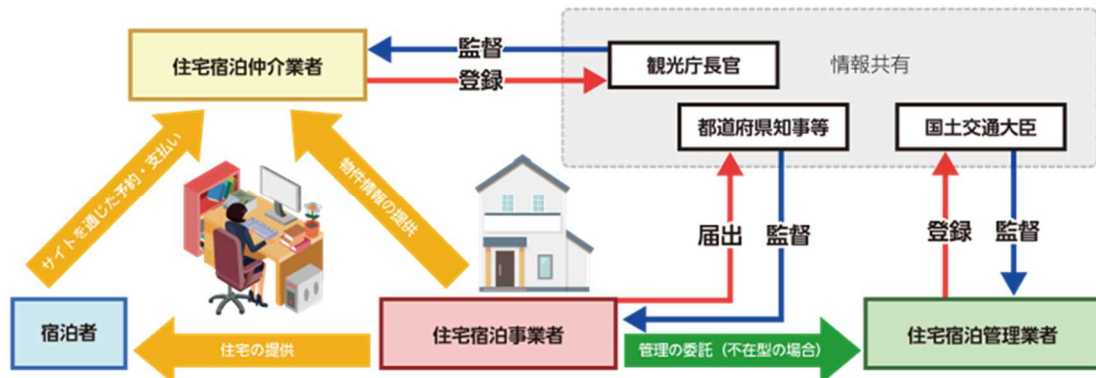 監督
住宅宿泊仲介業者
観光庁長官
情報共有
登録
都道府県知事等
国土交通大臣
サイトを通じた予約・支払い
物件情報の提供
届出
監督
登録
監督
宿泊者
住宅の提供
住宅宿泊事業者
管理の委託（不在型の場合）
住宅宿泊管理業者